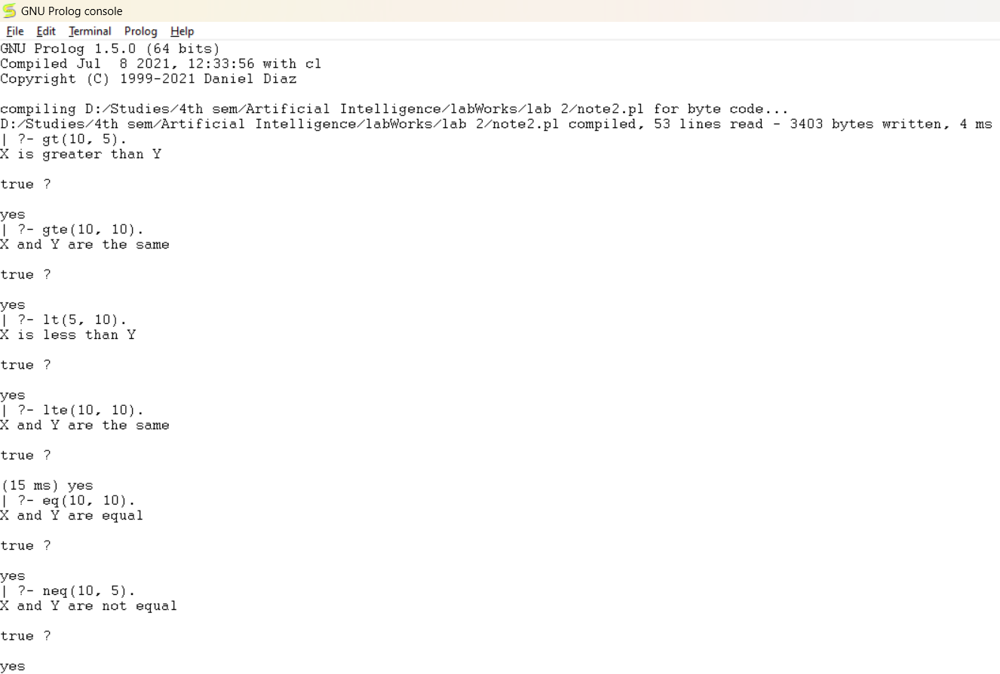 GNU Prolog console
File Edit Terminal Prolog Help
GNU Prolog 1.5.0 (64 bits)
Compiled Jul  8 2021, 12:33:56 with cl
Copyright (C) 1999-2021 Daniel Diaz
compiling D:/Studies/4th sem/Artificial Intelligence/labWorks/lab 2/note2.pl for byte code...
D:/Studies/4th sem/Artificial Intelligence/labWorks/lab 2/note2.pl compiled, 53 lines read - 3403 bytes written, 4 ms
| ?- gt(10, 5).
X is greater than Y
true ?
yes
| ?- gte(10, 10).
X and Y are the same
true ?
yes
| ?- lt(5, 10).
X is less than Y
true ?
yes
| ?- lte(10, 10).
X and Y are the same
true ?
(15 ms) yes
| ?- eq(10, 10).
X and Y are equal
true ?
yes
| ?- neq(10, 5).
X and Y are not equal
true ?
yes